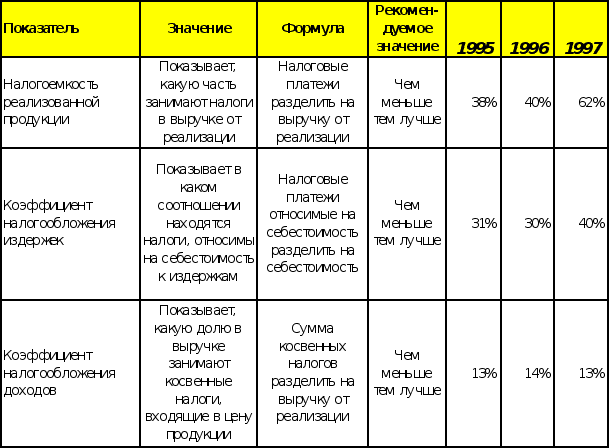 Показатель
Значение
Формула
Рекомен-
дуемое
значение
1995
1996
1997
Налогоемкость
реализованной
продукции
Показывает,
какую часть
занимают налоги
в выручке от
реализации
Налоговые
платежи
разделить на
выручку от
реализации
Чем
меньше
тем лучше
38%
40%
62%
Коэффициент
налогообложения
издержек
Показывает в
каком
соотношении
находятся
налоги, относимы
на себестоимость
к издержкам
Налоговые
платежи
относимые на
себестоимость
разделить на
себестоимость
Чем
меньше
тем лучше
31%
30%
40%
Коэффициент
налогообложения
доходов
Показывает,
какую долю в
выручке
занимают
косвенные
налоги,
входящие в цену
продукции
Сумма
косвенных
налогов
разделить на
выручку от
реализации
Чем
меньше
тем лучше
13%
14%
13%